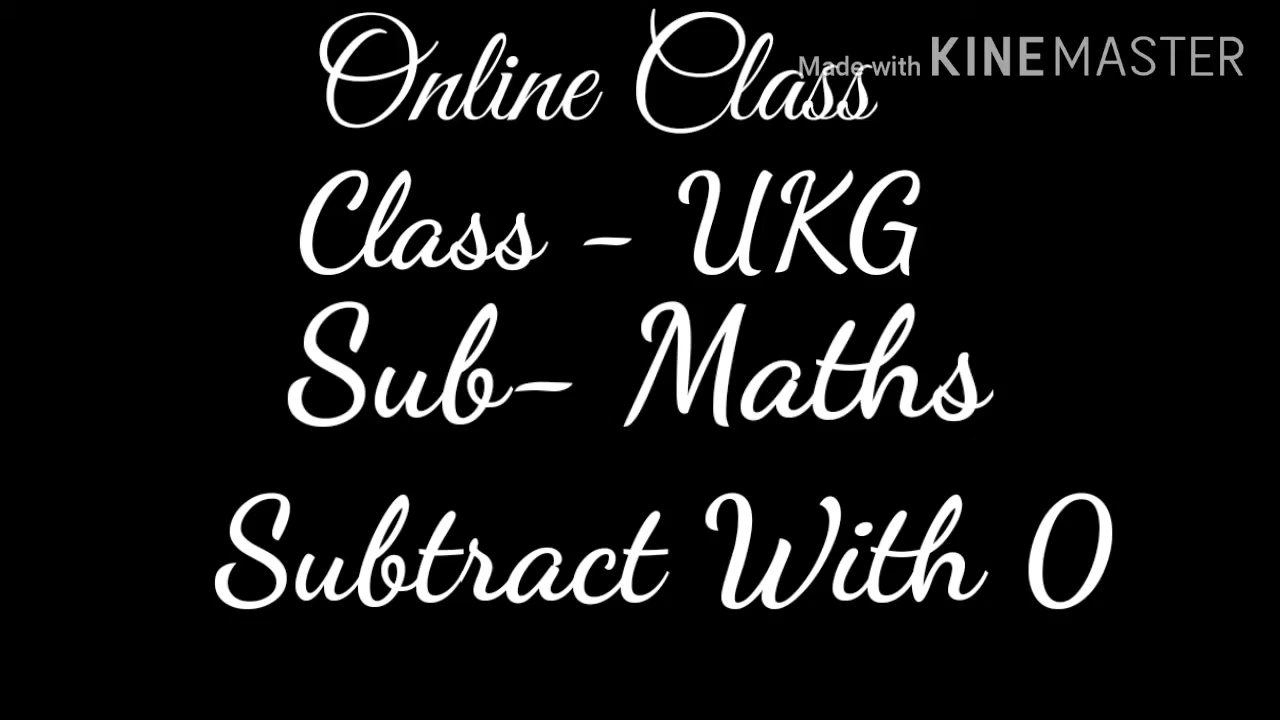 Online Class
Made with KINEMASTER
Class - UKG
Sub- Maths
Subtract With 0